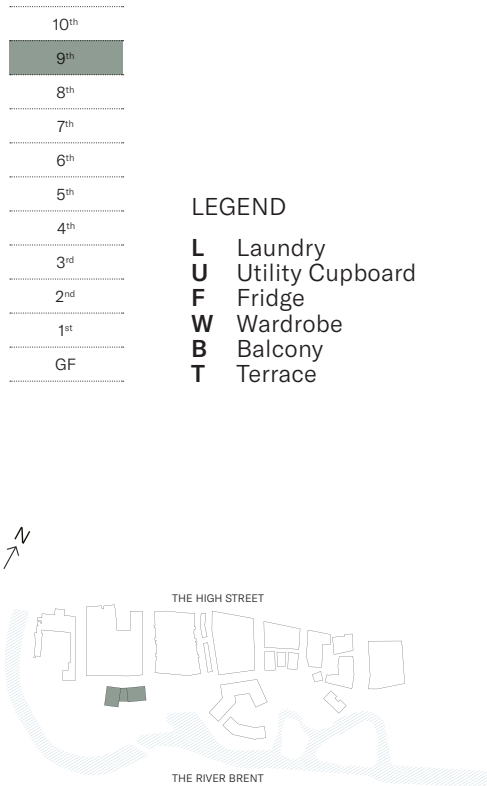 10th
9th
8th
7th
6th
5th
4th
3rd
2nd
1st
GF
LEGEND
L Laundry
U Utility Cupboard
F Fridge
W Wardrobe
B Balcony
T Terrace
N
THE HIGH STREET
THE RIVER BRENT